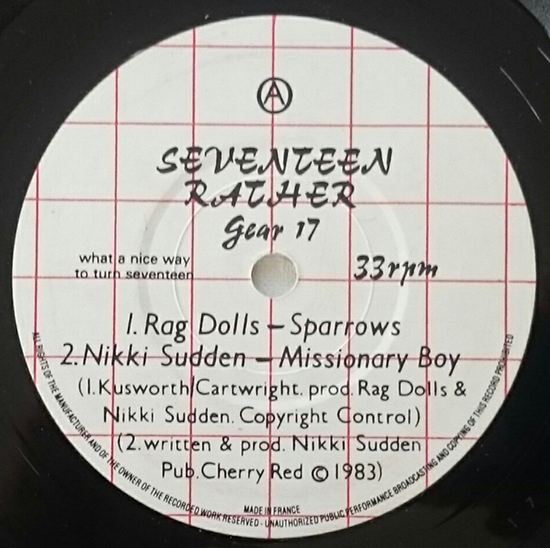 A
SEVENTEEN
RATHER
Gear 17
what a nice way
to turn seventeen
33rpm
1. Rag Dolls – Sparrows
2. Nikki Sudden – Missionary Boy
(1. Kusworth/Cartwright. prod. Rag Dolls &
Nikki Sudden. Copyright Control)
(2. written & prod. Nikki Sudden
Pub. Cherry Red © 1983)
MADE IN FRANCE
ALL RIGHTS OF THE MANUFACTURER AND OF THE OWNER OF THE RECORDED WORK RESERVED - UNAUTHORIZED PUBLIC PERFORMANCE BROADCASTING AND COPYING OF THIS RECORD PROHIBITED